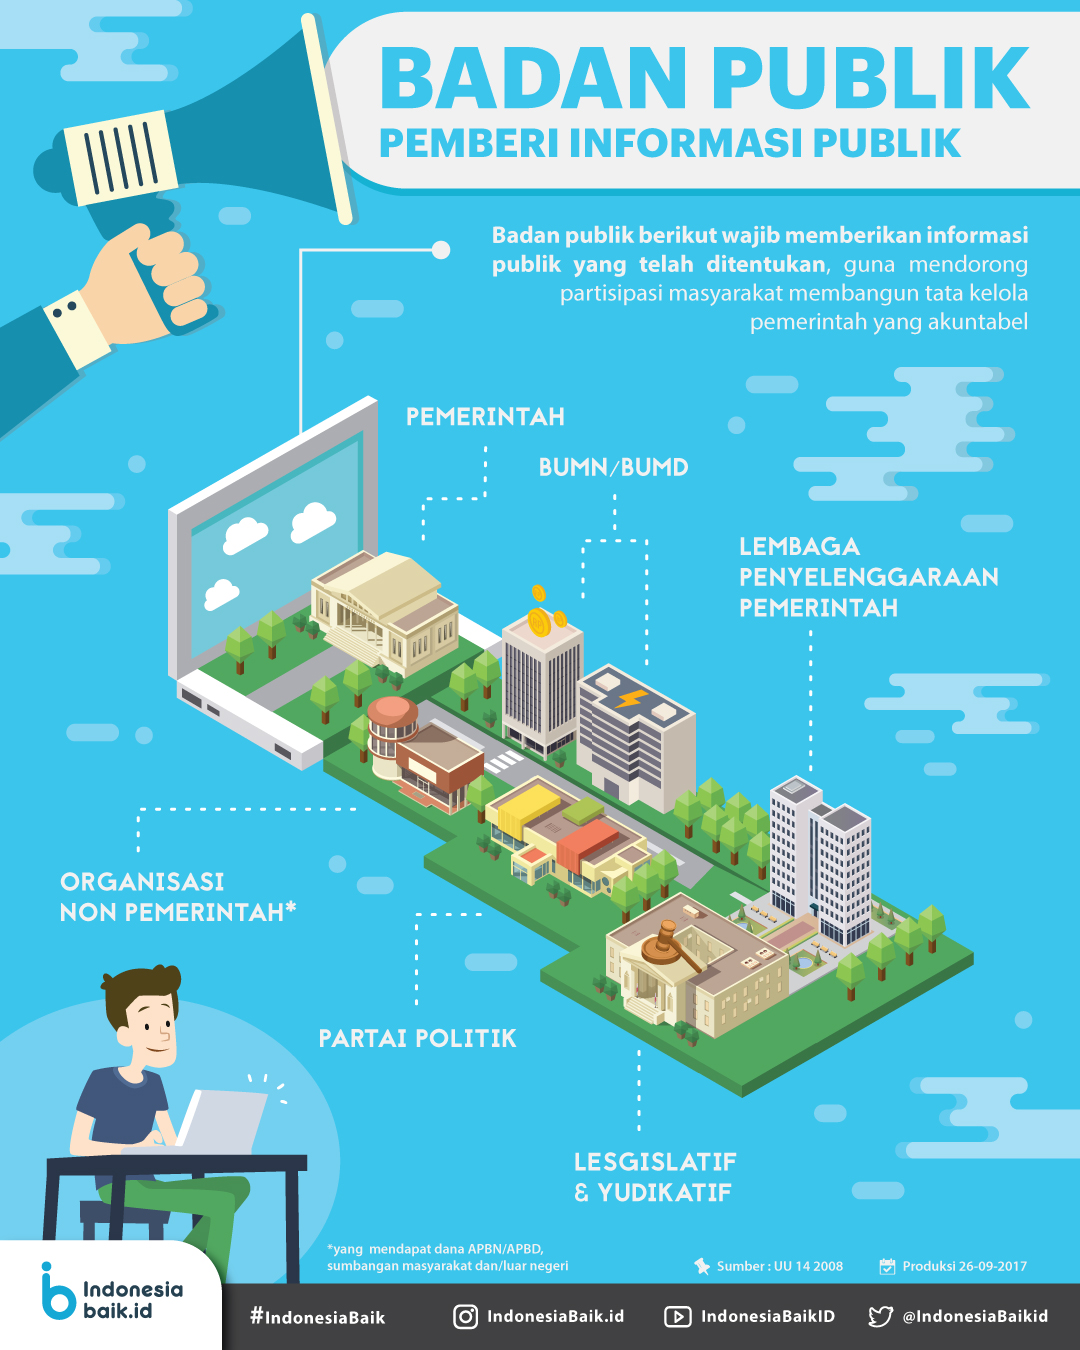 BADAN PUBLIK
PEMBERI INFORMASI PUBLIK
Badan publik berikut wajib memberikan informasi
publik yang telah ditentukan, guna mendorong
partisipasi masyarakat membangun tata kelola
pemerintah yang akuntabel
PEMERINTAH
BUMN/BUMD
LEMBAGA
PENYELENGGARAAN
PEMERINTAH
ORGANISASI
NON PEMERINTAH*
PARTAI POLITIK
LESGISLATIF
& YUDIKATIF
*yang mendapat dana APBN/APBD,
sumbangan masyarakat dan/luar negeri
Sumber : UU 14 2008
Produksi 26-09-2017
Indonesia
baik.id
#IndonesiaBaik
IndonesiaBaik.id
IndonesiaBaikID
@IndonesiaBaikid